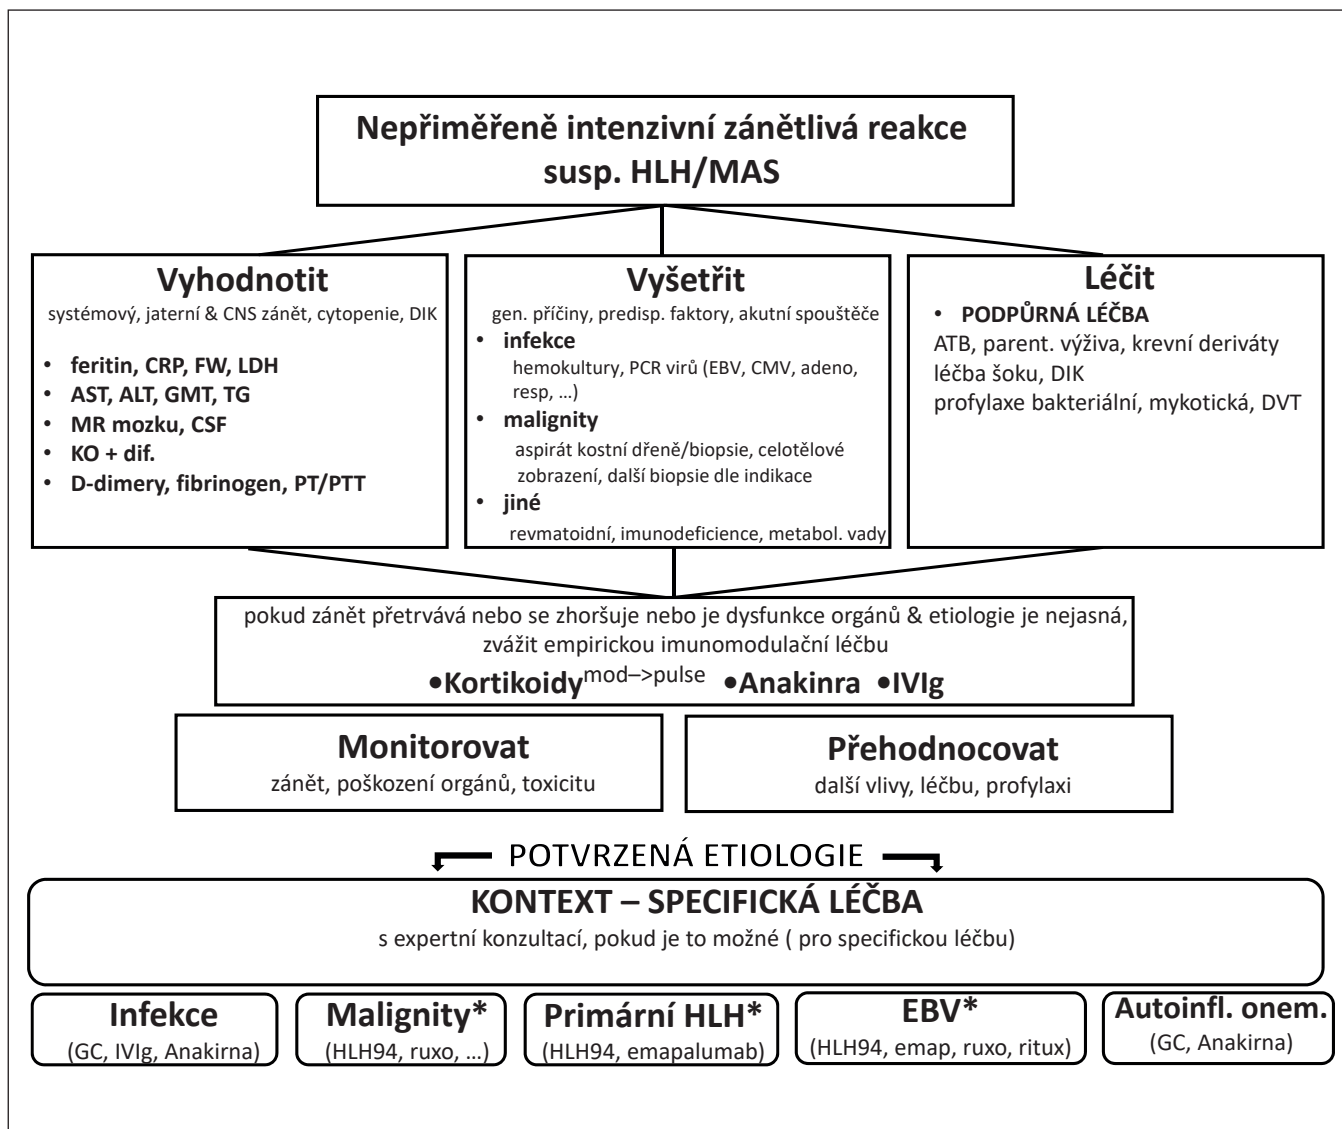 Nepřiměřeně intenzivní zánětlivá reakce
susp. HLH/MAS
Vyhodnotit
systémový, jaterní & CNS zánět, cytopenie, DIK
• feritin, CRP, FW, LDH
• AST, ALT, GMT, TG
• MR mozku, CSF
• KO + dif.
• D-dimery, fibrinogen, PT/PTT
Vyšetřit
gen. příčiny, predisp. faktory, akutní spouštěče
• infekce
hemokultury, PCR virů (EBV, CMV, adeno,
resp, ...)
• malignity
aspirát kostní dřeně/biopsie, celotělové
zobrazení, další biopsie dle indikace
• jiné
revmatoidní, imunodeficience, metabol. vady
Léčit
• PODPŮRNÁ LÉČBA
ATB, parent. výživa, krevní deriváty
léčba šoku, DIK
profylaxe bakteriální, mykotická, DVT
pokud zánět přetrvává nebo se zhoršuje nebo je dysfunkce orgánů & etiologie je nejasná,
zvážit empirickou imunomodulační léčbu
•Kortikoidy mod–>pulse •Anakinra •IVIg
Monitorovat
zánět, poškození orgánů, toxicitu
Přehodnocovat
další vlivy, léčbu, profylaxi
POTVRZENÁ ETIOLOGIE
KONTEXT – SPECIFICKÁ LÉČBA
s expertní konzultací, pokud je to možné ( pro specifickou léčbu)
Infekce
(GC, IVIg, Anakirna)
Malignity*
(HLH94, ruxo, ...)
Primární HLH*
(HLH94, emapalumab)
EBV*
(HLH94, emap, ruxo, ritux)
Autoinfl. onem.
(GC, Anakirna)